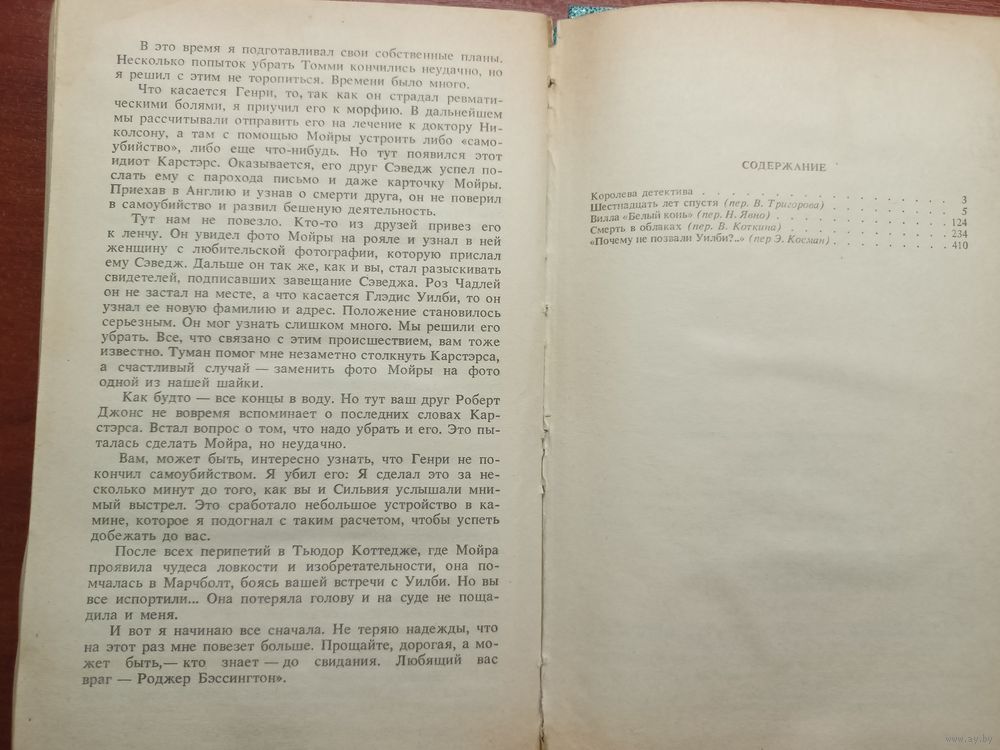 В это время я подготавливал свои собственные планы.
Несколько попыток убрать Томми кончились неудачно, но
я решил с этим не торопиться. Времени было много.
Что касается Генри, то, так как он страдал ревмати-
ческими болями, я приучил его к морфию. В дальнейшем
мы рассчитывали отправить его на лечение к доктору Ни-
колсону, а там с помощью Мойры устроить либо «само-
убийство», либо еще что-нибудь. Но тут появился этот
идиот Карстэрс. Оказывается, его друг Сэведж успел по-
слать ему с парохода письмо и даже карточку Мойры.
Приехав в Англию и узнав о смерти друга, он не поверил
в самоубийство и развил бешеную деятельность.
Тут нам не повезло. Кто-то из друзей привез его
к ленчу. Он увидел фото Мойры на рояле и узнал в ней
женщину с любительской фотографии, которую прислал
ему Сэведж. Дальше он так же, как и вы, стал разыскивать
свидетелей, подписавших завещание Сэведжа. Роз Чадлей
он не застал на месте, а что касается Глэдис Уилби, то он
узнал ее новую фамилию и адрес. Положение становилось
серьезным. Он мог узнать слишком много. Мы решили его
убрать. Все, что связано с этим происшествием, вам тоже
известно. Туман помог мне незаметно столкнуть Карстэрса,
а счастливый случай — заменить фото Мойры на фото
одной из нашей шайки.
Как будто — все концы в воду. Но тут ваш друг Роберт
Джонс не вовремя вспоминает о последних словах Кар-
стэрса. Встал вопрос о том, что надо убрать и его. Это пы-
талась сделать Мойра, но неудачно.
Вам, может быть, интересно узнать, что Генри не по-
кончил самоубийством. Я убил его: Я сделал это за не-
сколько минут до того, как вы и Сильвия услышали мни-
мый выстрел. Это сработало небольшое устройство в ка-
мине, которое я подогнал с таким расчетом, чтобы успеть
добежать до вас.
После всех перипетий в Тьюдор Коттедже, где Мойра
проявила чудеса ловкости и изобретательности, она по-
мчалась в Марчболт, боясь вашей встречи с Уилби. Но вы
все испортили... Она потеряла голову и на суде не поща-
дила и меня.
И вот я начинаю все сначала. Не теряю надежды, что
на этот раз мне повезет больше. Прощайте, дорогая, а мо-
жет быть,— кто знает — до свидания. Любящий вас
враг — Роджер Бэссингтон».
СОДЕРЖАНИЕ
Королева детектива . . . . . . . . . . . . . . . . 3
Шестнадцать лет спустя (пер. В. Тригорова) . . . . . . . . 5
Вилла «Белый конь» (пер. Н. Явно) . . . . . . . . . . . 124
Смерть в облаках (пер. В. Коткина) . . . . . . . . . . . 234
«Почему не позвали Уилби?..» (пер Э. Косман) . . . . . . . 410
www.ay.by